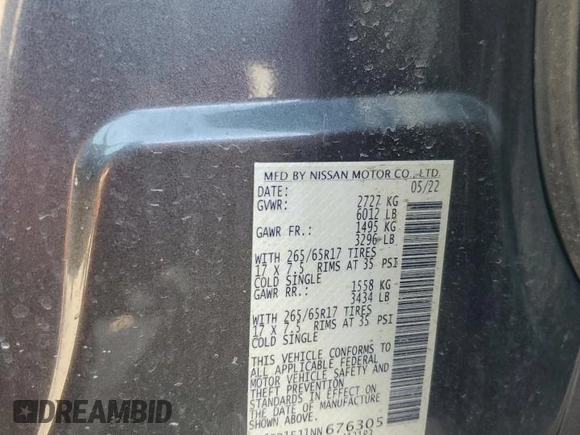 MFD BY NISSAN MOTOR CO.,LTD.
DATE: 05/22
GVWR: 2727 KG
6012 LB
GAWR FR.: 1495 KG
3296 LB
WITH 265/65R17 TIRES
17 X 7.5 RIMS AT 35 PSI
COLD SINGLE
GAWR RR.: 1558 KG
3434 LB
WITH 265/65R17 TIRES
17 X 7.5 RIMS AT 35 PSI
COLD SINGLE
THIS VEHICLE CONFORMS TO
ALL APPLICABLE FEDERAL
MOTOR VEHICLE SAFETY AND
THEFT PREVENTION
STANDARDS IN EFFECT ON
THE DATE OF MANUFACTURE
SHOWN ABOVE.
NN676305
DREAMBID